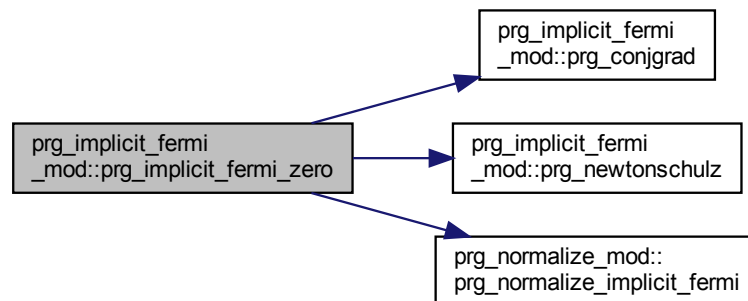 prg_implicit_fermi
_mod::prg_conjgrad
prg_implicit_fermi
_mod::prg_implicit_fermi_zero
prg_implicit_fermi
_mod::prg_newtonschulz
prg_normalize_mod::
prg_normalize_implicit_fermi